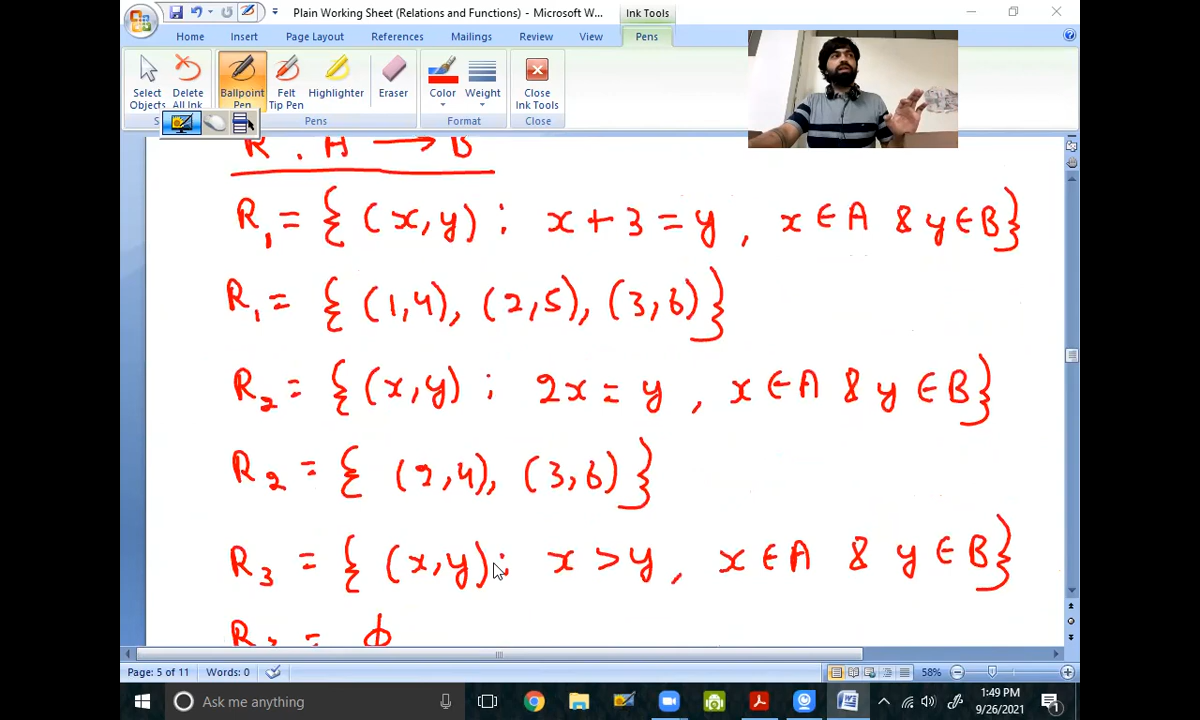 Plain Working Sheet (Relations and Functions) - Microsoft W...
Ink Tools
Home Insert Page Layout References Mailings Review View Pens
Select Objects
Delete All Ink
Ballpoint Pen
Felt Tip Pen
Highlighter
Eraser
Color
Weight
Close Ink Tools
Pens
Format
Close
R : A → B
R₁ = { (x,y) : x + 3 = y , x ∈ A & y ∈ B}
R₁ = { (1,4), (2,5), (3,6)}
R₂ = { (x,y) : 2x = y , x ∈ A & y ∈ B}
R₂ = { (2,4), (3,6)}
R₃ = { (x,y) : x > y , x ∈ A & y ∈ B}
R₃ = ϕ
Page: 5 of 11 Words: 0 58%
Ask me anything
1:49 PM
9/26/2021